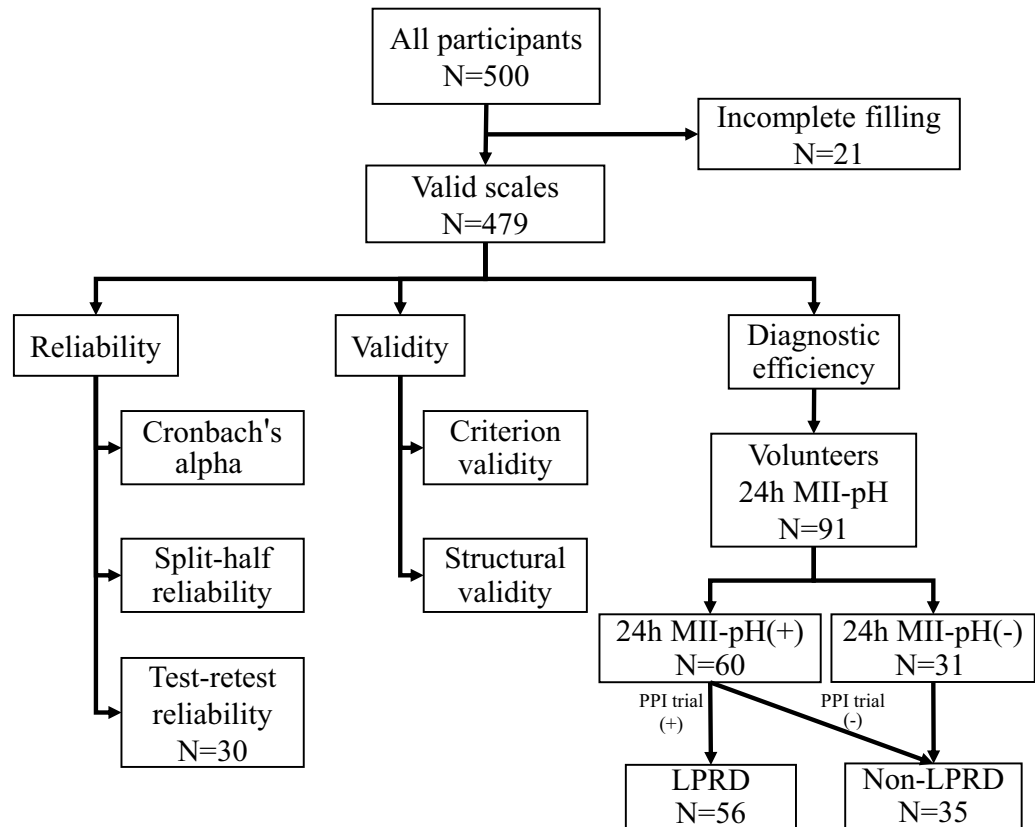 All participants
N=500
Incomplete filling
N=21
Valid scales
N=479
Reliability
Validity
Diagnostic
efficiency
Cronbach's
alpha
Criterion
validity
Volunteers
24h MII-pH
N=91
Split-half
reliability
Structural
validity
24h MII-pH(+)
N=60
24h MII-pH(-)
N=31
Test-retest
reliability
N=30
PPI trial
(+)
PPI trial
(-)
LPRD
N=56
Non-LPRD
N=35